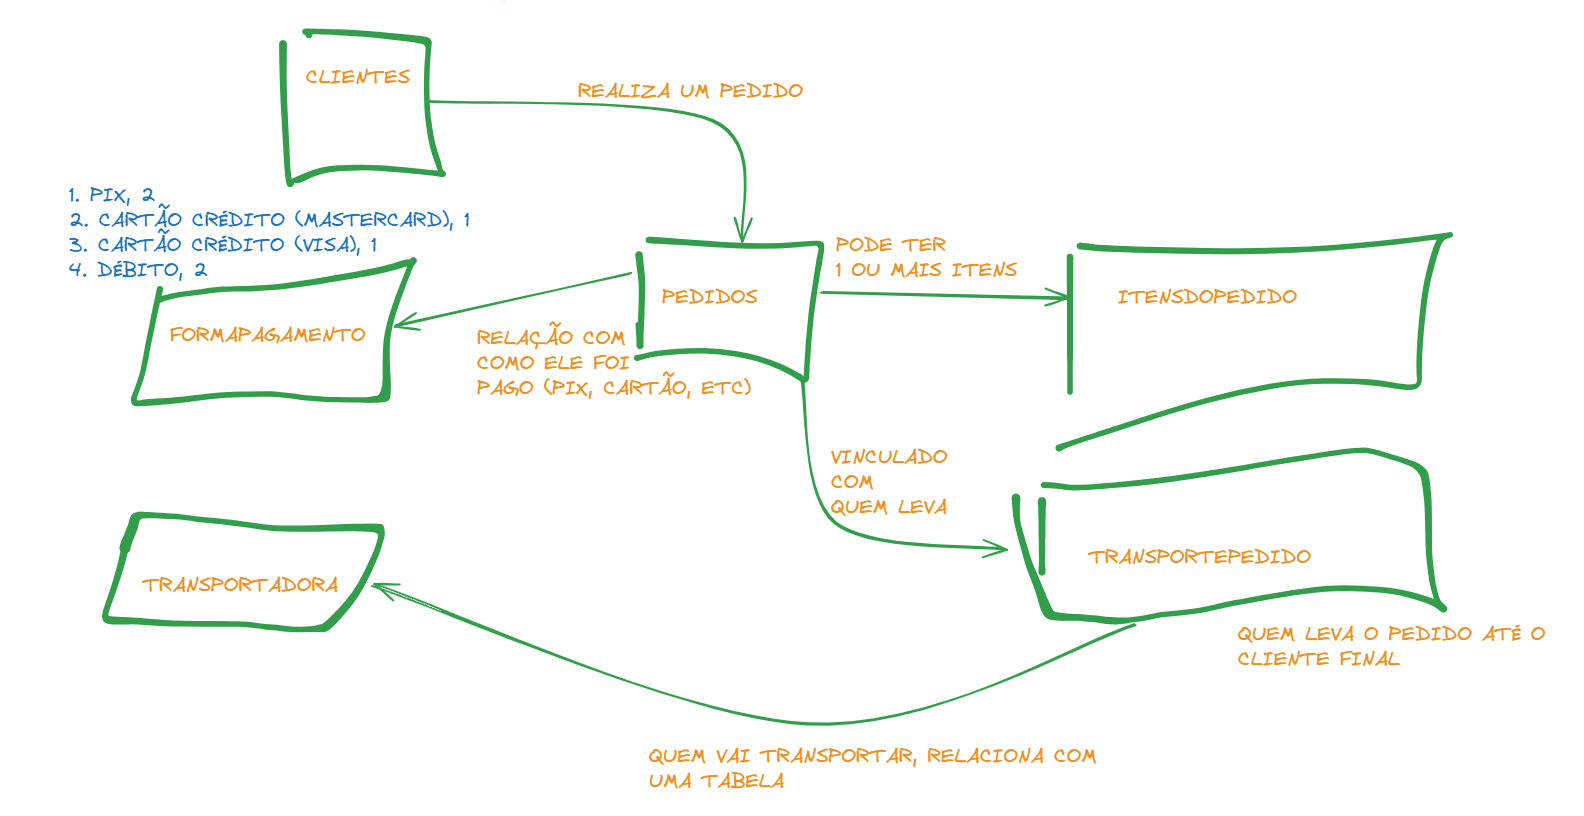 CLIENTES
REALIZA UM PEDIDO
1. PIX, 2
2. CARTÃO CRÉDITO (MASTERCARD), 1
3. CARTÃO CRÉDITO (VISA), 1
4. DÉBITO, 2
FORMAPAGAMENTO
PEDIDOS
PODE TER
1 OU MAIS ITENS
ITENSDOPEDIDO
RELAÇÃO COM
COMO ELE FOI
PAGO (PIX, CARTÃO, ETC)
VINCULADO
COM
QUEM LEVA
TRANSPORTADORA
TRANSPORTEPEDIDO
QUEM LEVA O PEDIDO ATÉ O
CLIENTE FINAL
QUEM VAI TRANSPORTAR, RELACIONA COM
UMA TABELA